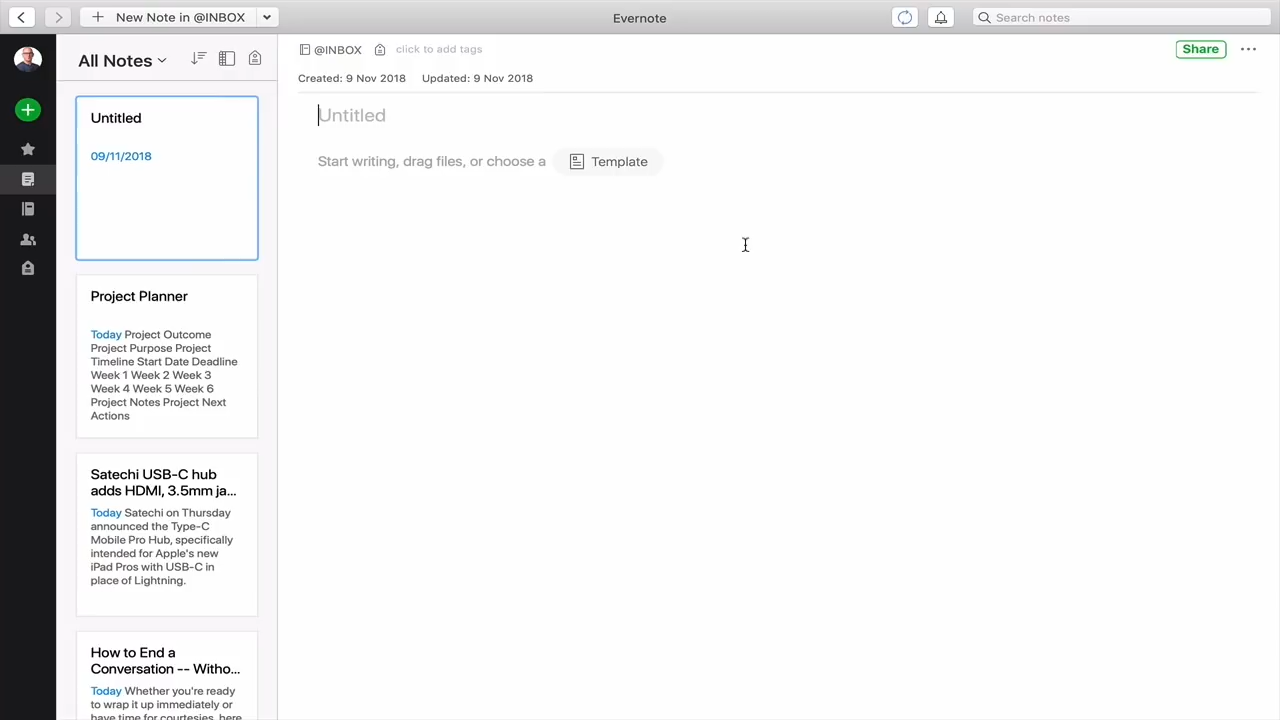 New Note in @INBOX
Evernote
Search notes
All Notes
Untitled
09/11/2018
Project Planner
Today Project Outcome
Project Purpose Project
Timeline Start Date Deadline
Week 1 Week 2 Week 3
Week 4 Week 5 Week 6
Project Notes Project Next
Actions
Satechi USB-C hub
adds HDMI, 3.5mm ja...
Today Satechi on Thursday
announced the Type-C
Mobile Pro Hub, specifically
intended for Apple's new
iPad Pros with USB-C in
place of Lightning.
How to End a
Conversation -- Witho...
Today Whether you're ready
to wrap it up immediately or
have time for courtesies, here
@INBOX
click to add tags
Share
Created: 9 Nov 2018
Updated: 9 Nov 2018
Untitled
Start writing, drag files, or choose a Template